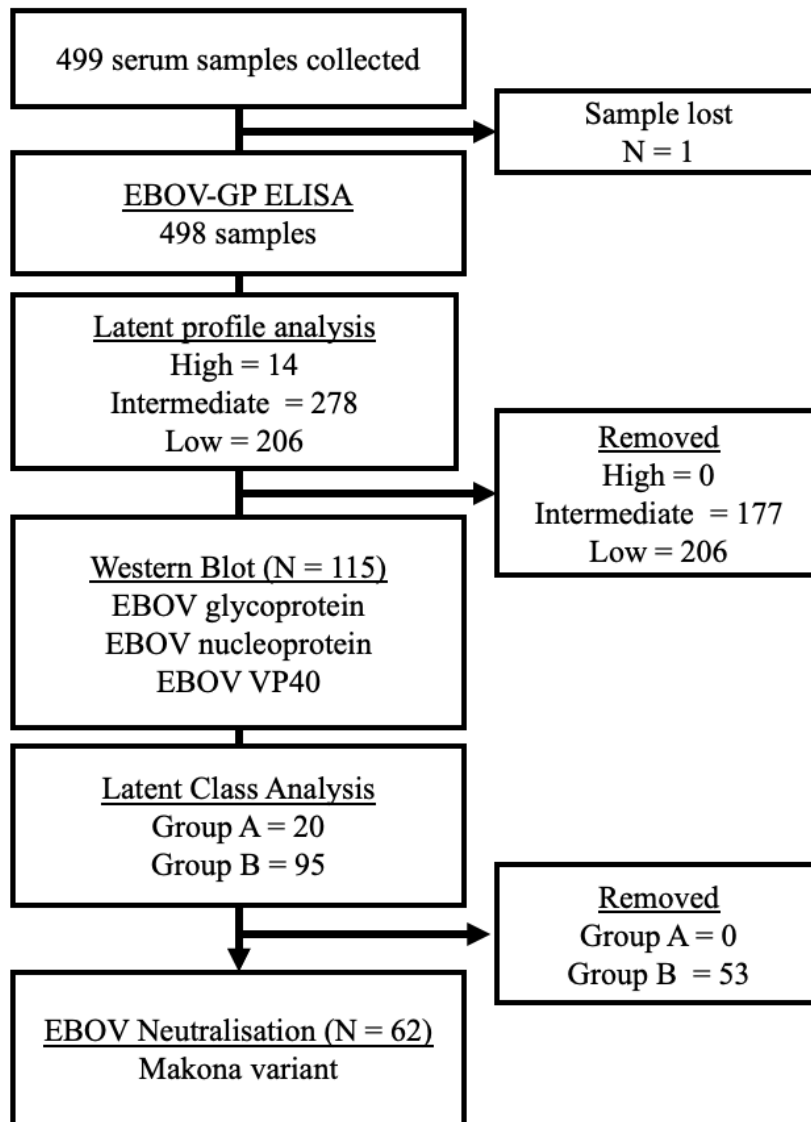 499 serum samples collected
Sample lost
N = 1
EBOV-GP ELISA
498 samples
Latent profile analysis
High = 14
Intermediate = 278
Low = 206
Removed
High = 0
Intermediate = 177
Low = 206
Western Blot (N = 115)
EBOV glycoprotein
EBOV nucleoprotein
EBOV VP40
Latent Class Analysis
Group A = 20
Group B = 95
Removed
Group A = 0
Group B = 53
EBOV Neutralisation (N = 62)
Makona variant